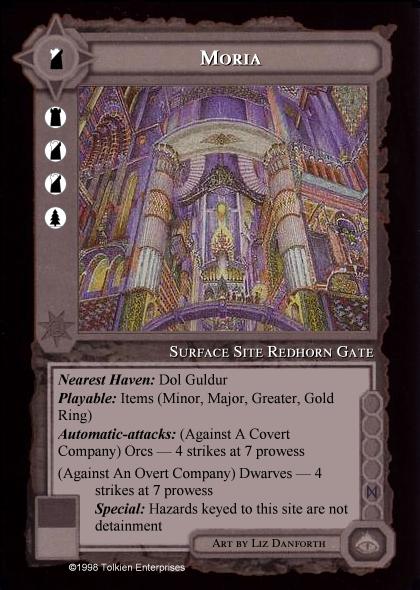 MORIA
SURFACE SITE REDHORN GATE
Nearest Haven: Dol Guldur
Playable: Items (Minor, Major, Greater, Gold
Ring)
Automatic-attacks: (Against A Covert
Company) Orcs — 4 strikes at 7 prowess
(Against An Overt Company) Dwarves — 4
strikes at 7 prowess
Special: Hazards keyed to this site are not
detainment
ART BY LIZ DANFORTH
©1998 Tolkien Enterprises